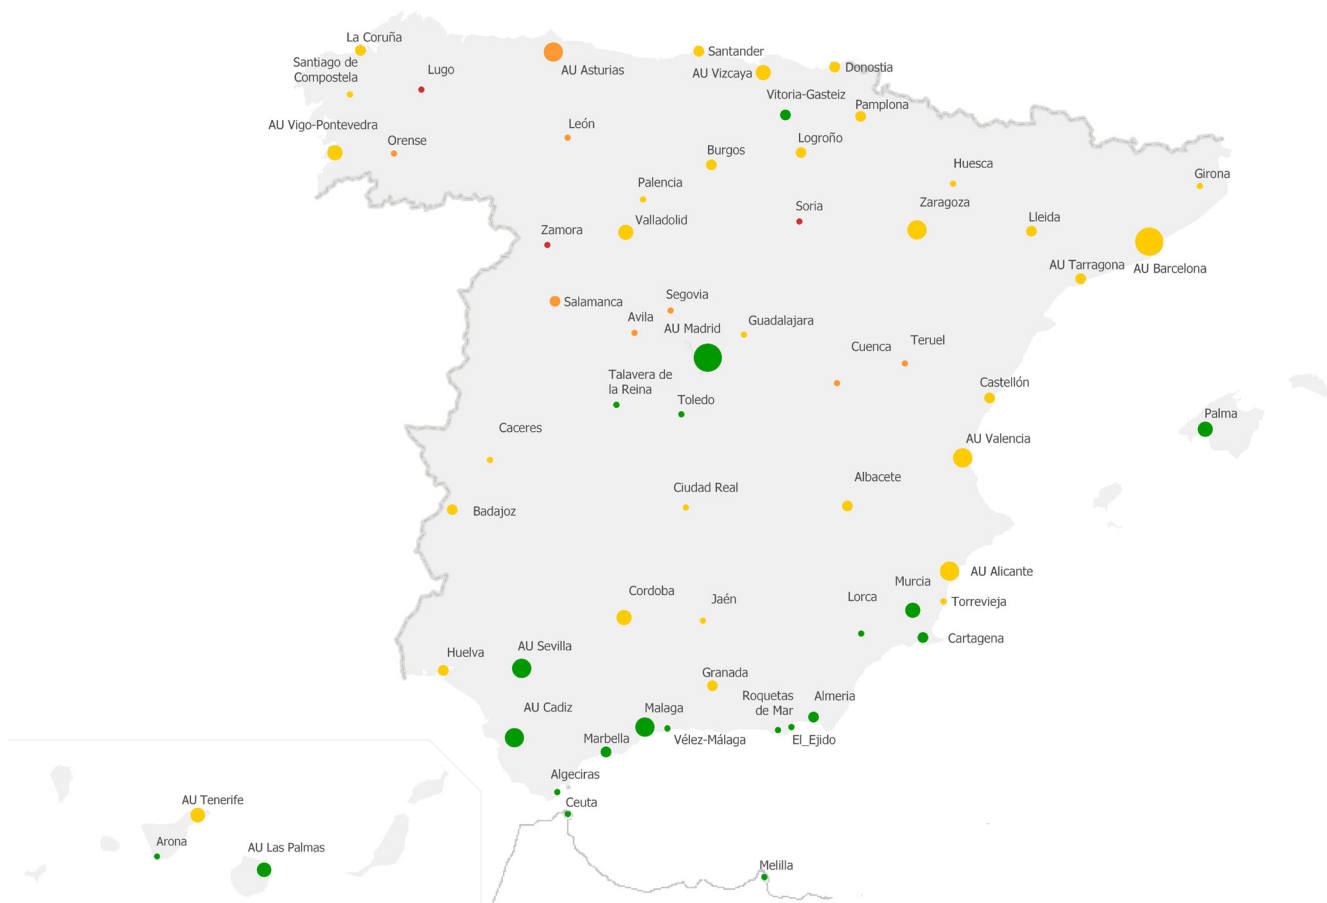 La Coruña
Santander
Santiago de
Compostela
Lugo
AU Asturias
AU Vizcaya
Donostia
Vitoria-Gasteiz
Pamplona
AU Vigo-Pontevedra
León
Orense
Logroño
Burgos
Huesca
Girona
Palencia
Zaragoza
Soria
Lleida
Valladolid
Zamora
AU Tarragona
AU Barcelona
Segovia
Salamanca
Avila
AU Madrid
Guadalajara
Cuenca
Teruel
Talavera de
la Reina
Toledo
Castellón
Palma
Caceres
AU Valencia
Albacete
Ciudad Real
Badajoz
AU Alicante
Murcia
Cordoba
Jaén
Lorca
Torrevieja
Cartagena
AU Sevilla
Huelva
Granada
Roquetas
de Mar
Almeria
AU Cadiz
Malaga
Marbella
Vélez-Málaga
El_Ejido
Algeciras
Ceuta
AU Tenerife
Arona
AU Las Palmas
Melilla